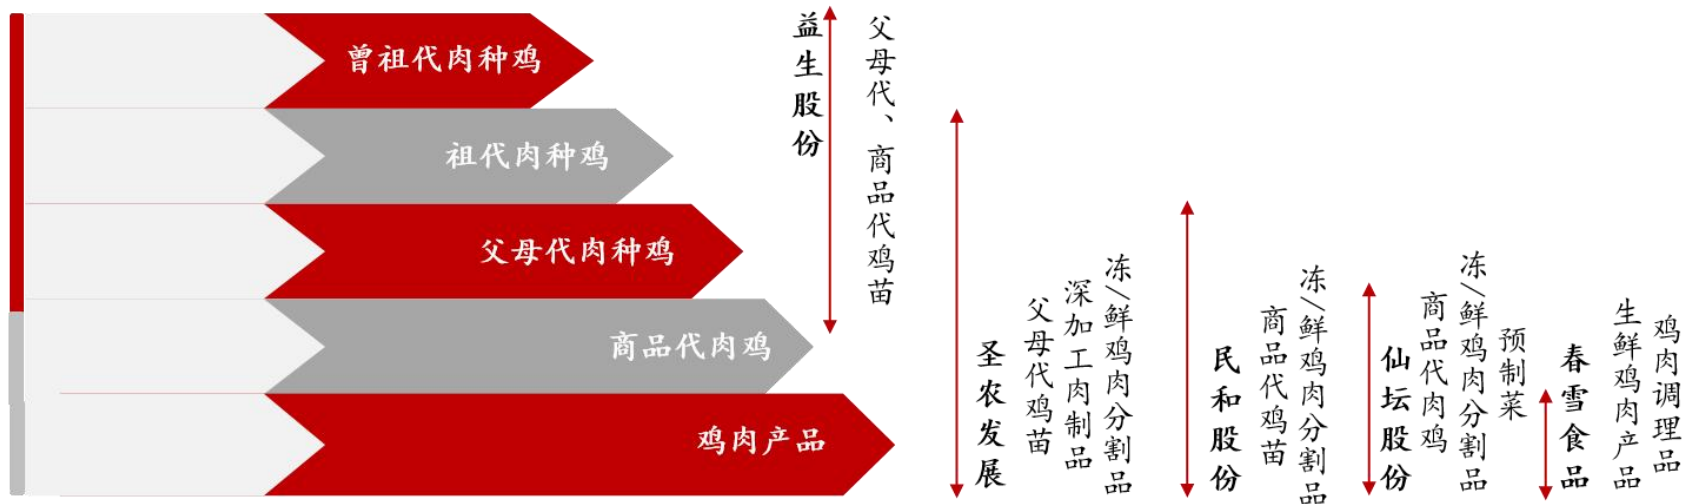 曾祖代肉种鸡
祖代肉种鸡
父母代肉种鸡
商品代肉鸡
鸡肉产品
益生股份
父母代、商品代鸡苗
圣农发展
父母代鸡苗
深加工肉制品
冻/鲜鸡肉分割品
民和股份
商品代鸡苗
冻/鲜鸡肉分割品
仙坛股份
商品代肉鸡
冻/鲜鸡肉分割品
预制菜
春雪食品
生鲜鸡肉产品
鸡肉调理品